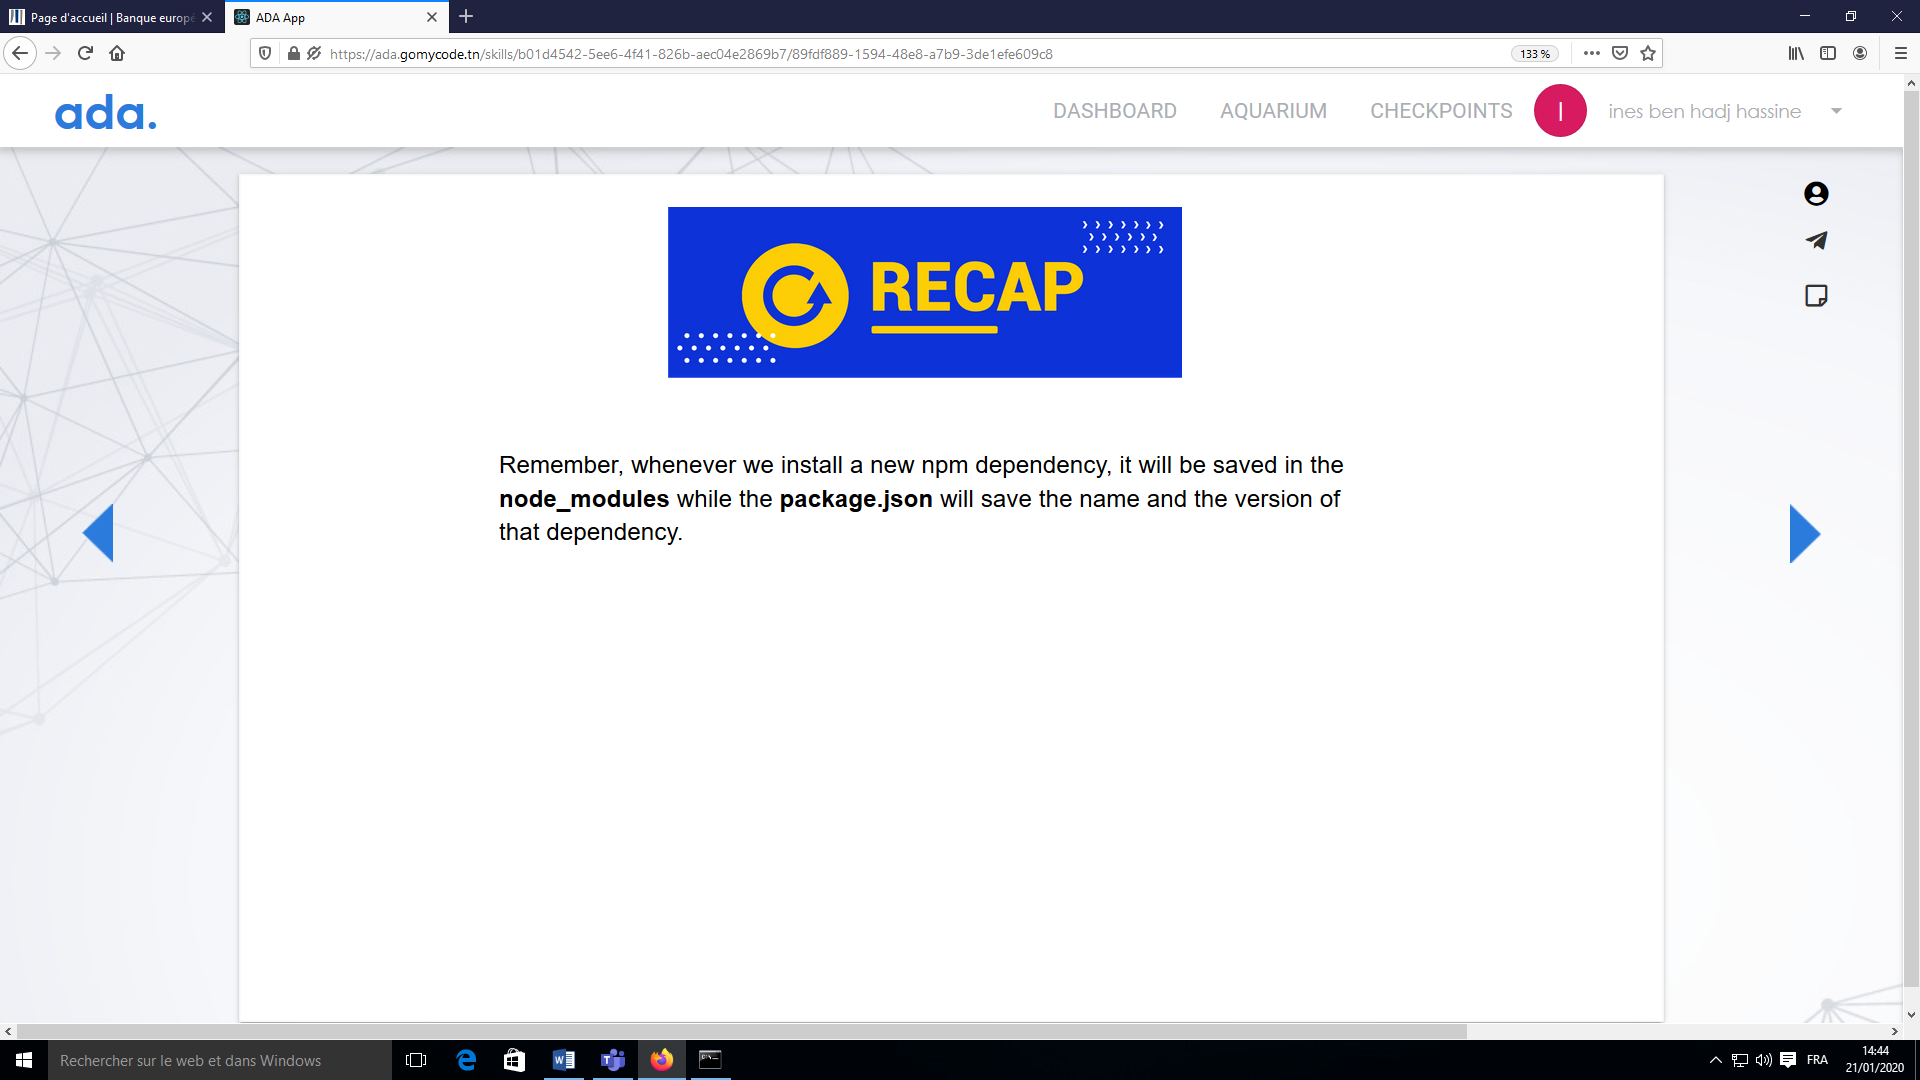 Page d'accueil | Banque europé
ADA App
https://ada.gomycode.tn/skills/b01d4542-5ee6-4f41-826b-aec04e2869b7/89fdf889-1594-48e8-a7b9-3de1efe609c8
133 %
ada.
DASHBOARD
AQUARIUM
CHECKPOINTS
I
ines ben hadj hassine
RECAP
Remember, whenever we install a new npm dependency, it will be saved in the
node_modules while the package.json will save the name and the version of
that dependency.
Rechercher sur le web et dans Windows
FRA
14:44
21/01/2020